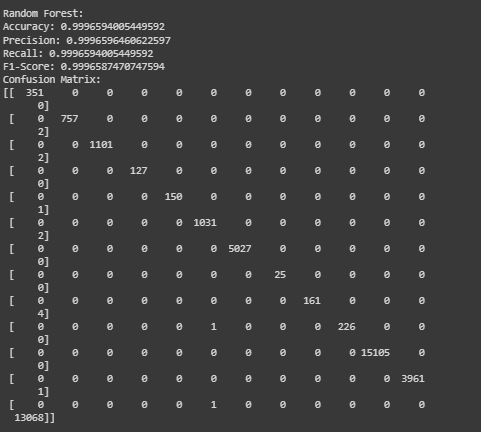 Random Forest:
Accuracy: 0.9996594005449592
Precision: 0.9996596460622597
Recall: 0.9996594005449592
F1-Score: 0.9996587470747594
Confusion Matrix:
[[  351     0     0     0     0     0     0     0     0     0     0     0
      0]
 [    0   757     0     0     0     0     0     0     0     0     0     0
      2]
 [    0     0  1101     0     0     0     0     0     0     0     0     0
      2]
 [    0     0     0   127     0     0     0     0     0     0     0     0
      0]
 [    0     0     0     0   150     0     0     0     0     0     0     0
      1]
 [    0     0     0     0     0  1031     0     0     0     0     0     0
      2]
 [    0     0     0     0     0     0  5027     0     0     0     0     0
      0]
 [    0     0     0     0     0     0     0    25     0     0     0     0
      0]
 [    0     0     0     0     0     0     0     0   161     0     0     0
      4]
 [    0     0     0     0     0     1     0     0     0   226     0     0
      0]
 [    0     0     0     0     0     0     0     0     0     0 15105     0
      0]
 [    0     0     0     0     0     0     0     0     0     0     0  3961
      1]
 [    0     0     0     0     0     1     0     0     0     0     0     0
  13068]]